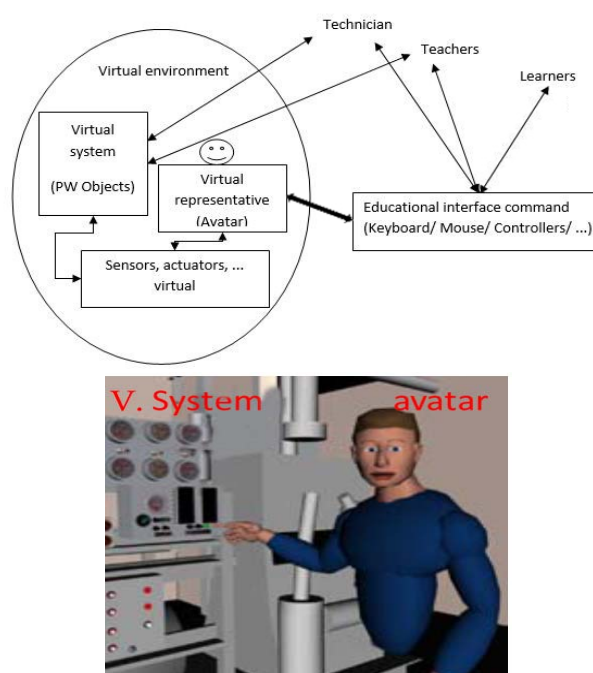 Technician
Teachers
Learners
Virtual environment
Virtual
system
(PW Objects)
Virtual
representative
(Avatar)
Educational interface command
(Keyboard/ Mouse/ Controllers/ ...)
Sensors, actuators, ...
virtual
V. System avatar